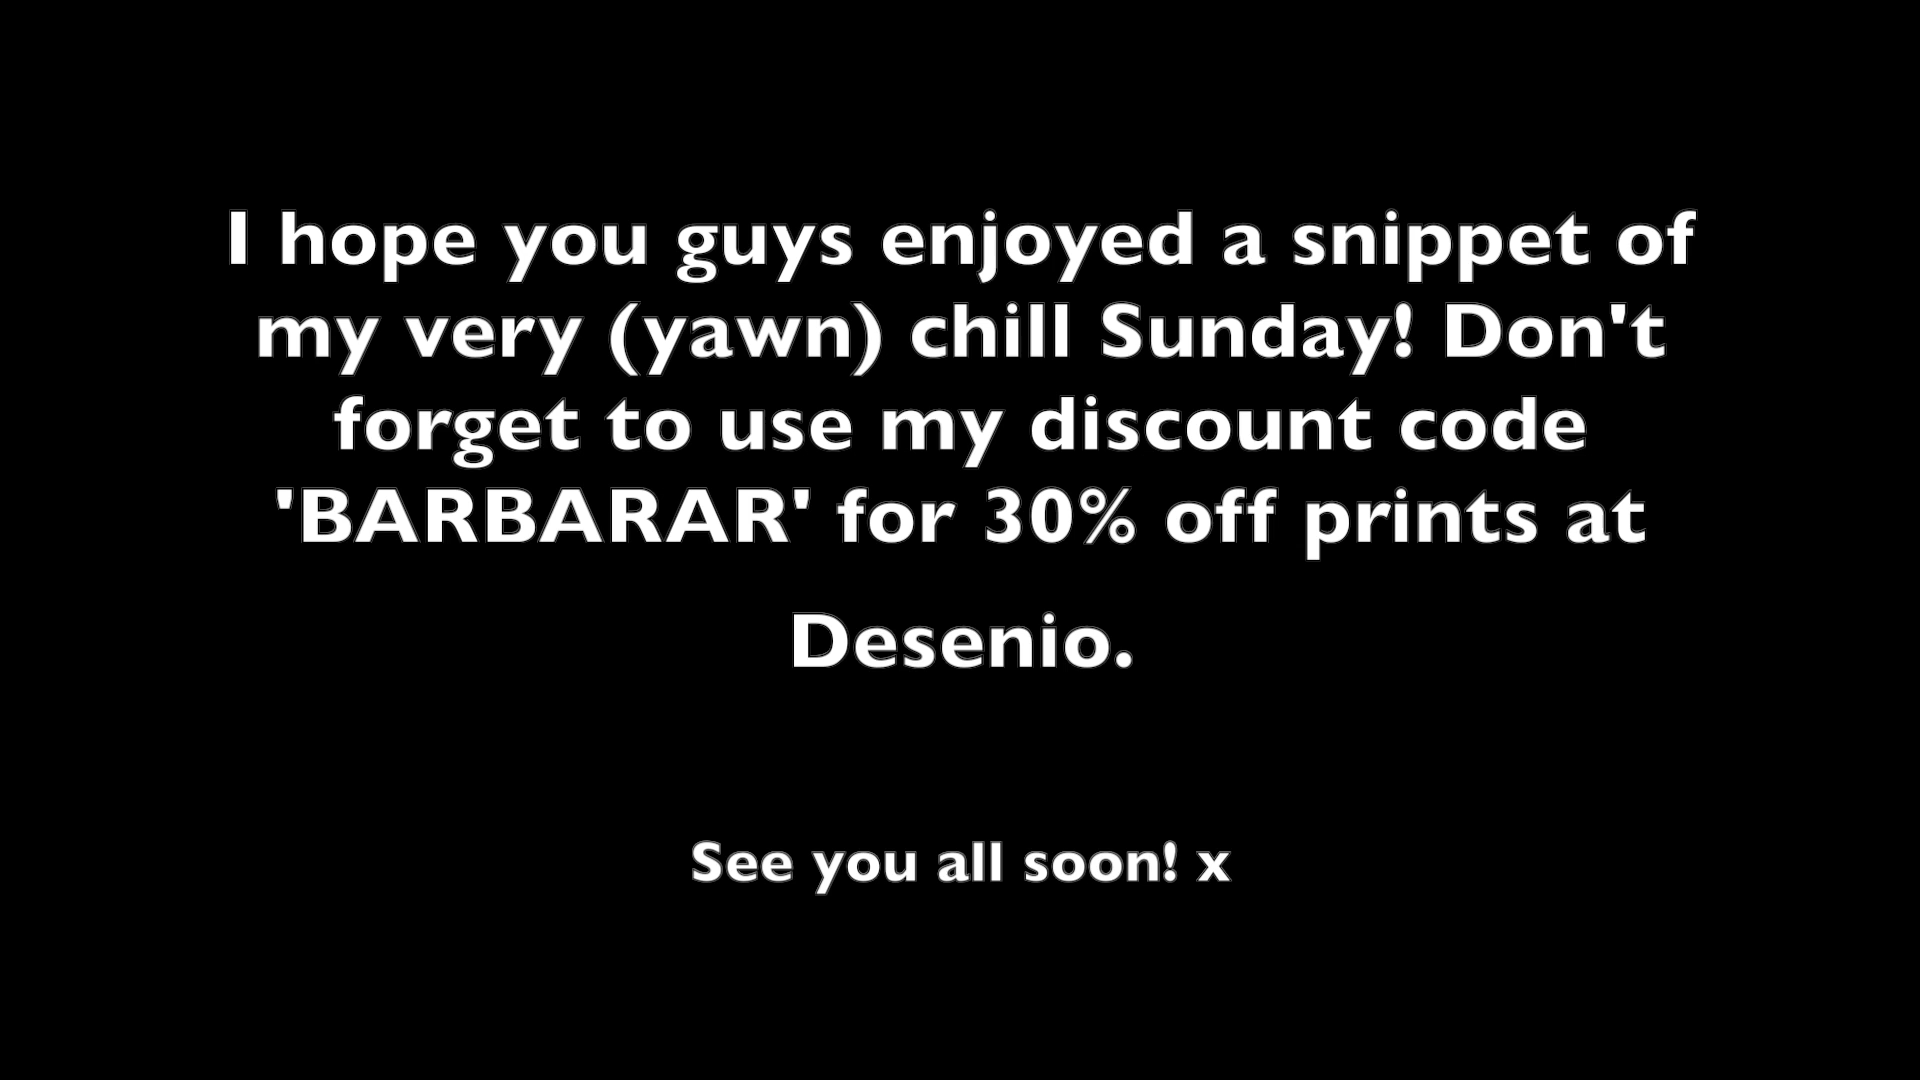 I hope you guys enjoyed a snippet of
my very (yawn) chill Sunday! Don't
forget to use my discount code
'BARBARAR' for 30% off prints at
Desenio.
See you all soon! x